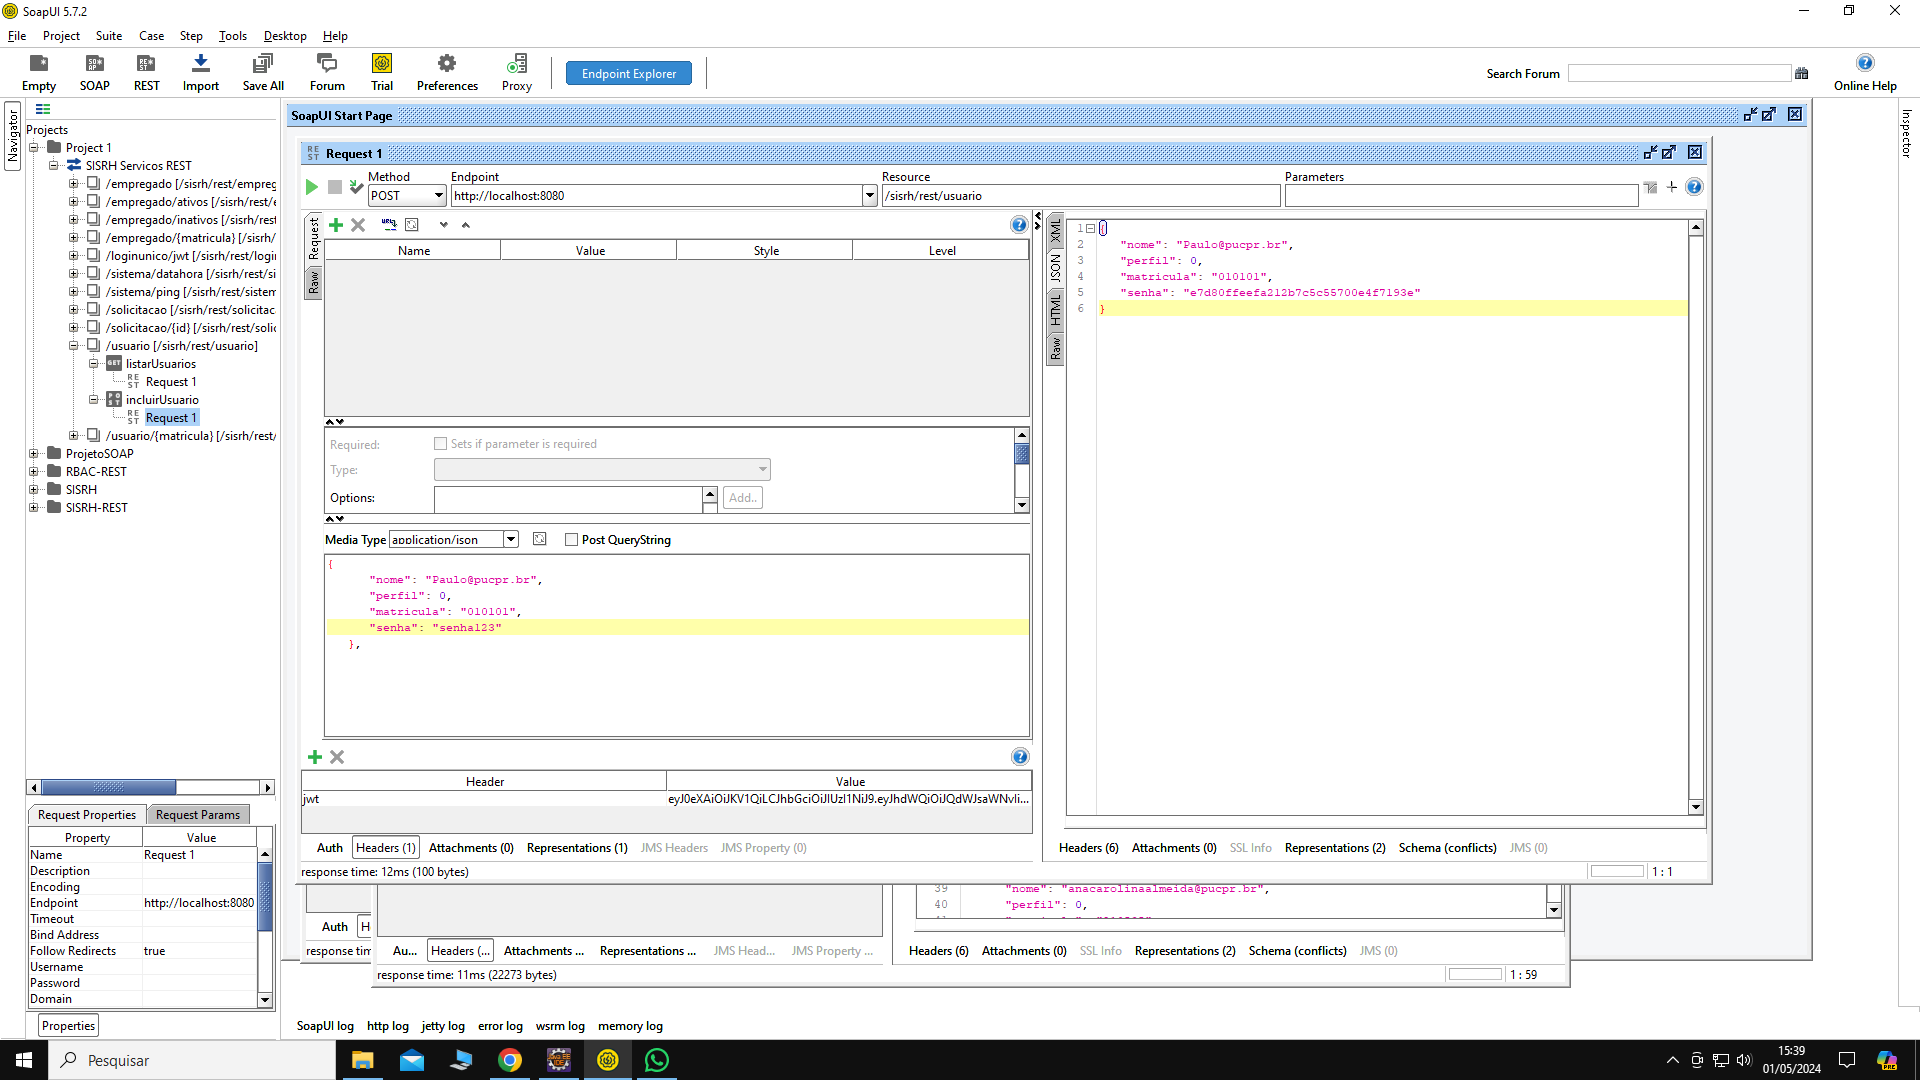 SoapUI 5.7.2
File Project Suite Case Step Tools Desktop Help
Empty SOAP REST Import Save All Forum Trial Preferences Proxy Endpoint Explorer Search Forum Online Help
Navigator
Inspector
Projects
Project 1
SISRH Servicos REST
/empregado [/sisrh/rest/empreg
/empregado/ativos [/sisrh/rest/e
/empregado/inativos [/sisrh/rest
/empregado/{matricula} [/sisrh/
/loginunico/jwt [/sisrh/rest/logi
/sistema/datahora [/sisrh/rest/si
/sistema/ping [/sisrh/rest/sistem
/solicitacao [/sisrh/rest/solicitac
/solicitacao/{id} [/sisrh/rest/solic
/usuario [/sisrh/rest/usuario]
listarUsuarios
Request 1
incluirUsuario
Request 1
/usuario/{matricula} [/sisrh/rest/
ProjetoSOAP
RBAC-REST
SISRH
SISRH-REST
Request Properties Request Params
Property Value
Name Request 1
Description
Encoding
Endpoint http://localhost:8080
Timeout
Bind Address
Follow Redirects true
Username
Password
Domain
Properties
SoapUI Start Page
Request 1
Method Endpoint Resource Parameters
POST http://localhost:8080 /sisrh/rest/usuario
Request
Raw
Name Value Style Level
Required: Sets if parameter is required
Type:
Options: Add..
Media Type application/json Post QueryString
{
"nome": "Paulo@pucpr.br",
"perfil": 0,
"matricula": "010101",
"senha": "senha123"
},
Header Value
jwt eyJ0eXAiOiJKV1QiLCJhbGciOiJIUzI1NiJ9.eyJhdWQiOiJQdWJsaWNvIi...
Auth Headers (1) Attachments (0) Representations (1) JMS Headers JMS Property (0)
response time: 12ms (100 bytes)
XML
JSON
HTML
Raw
1 {
2 "nome": "Paulo@pucpr.br",
3 "perfil": 0,
4 "matricula": "010101",
5 "senha": "e7d80ffeefa212b7c5c55700e4f7193e"
6 }
Headers (6) Attachments (0) SSL Info Representations (2) Schema (conflicts) JMS (0)
1 : 1
39 "nome": "anacarolinaalmeida@pucpr.br",
40 "perfil": 0,
Auth H
response tim
Au... Headers (... Attachments ... Representations ... JMS Head... JMS Property ...
Headers (6) Attachments (0) SSL Info Representations (2) Schema (conflicts) JMS (0)
response time: 11ms (22273 bytes)
1 : 59
SoapUI log http log jetty log error log wsrm log memory log
Pesquisar
15:39
01/05/2024